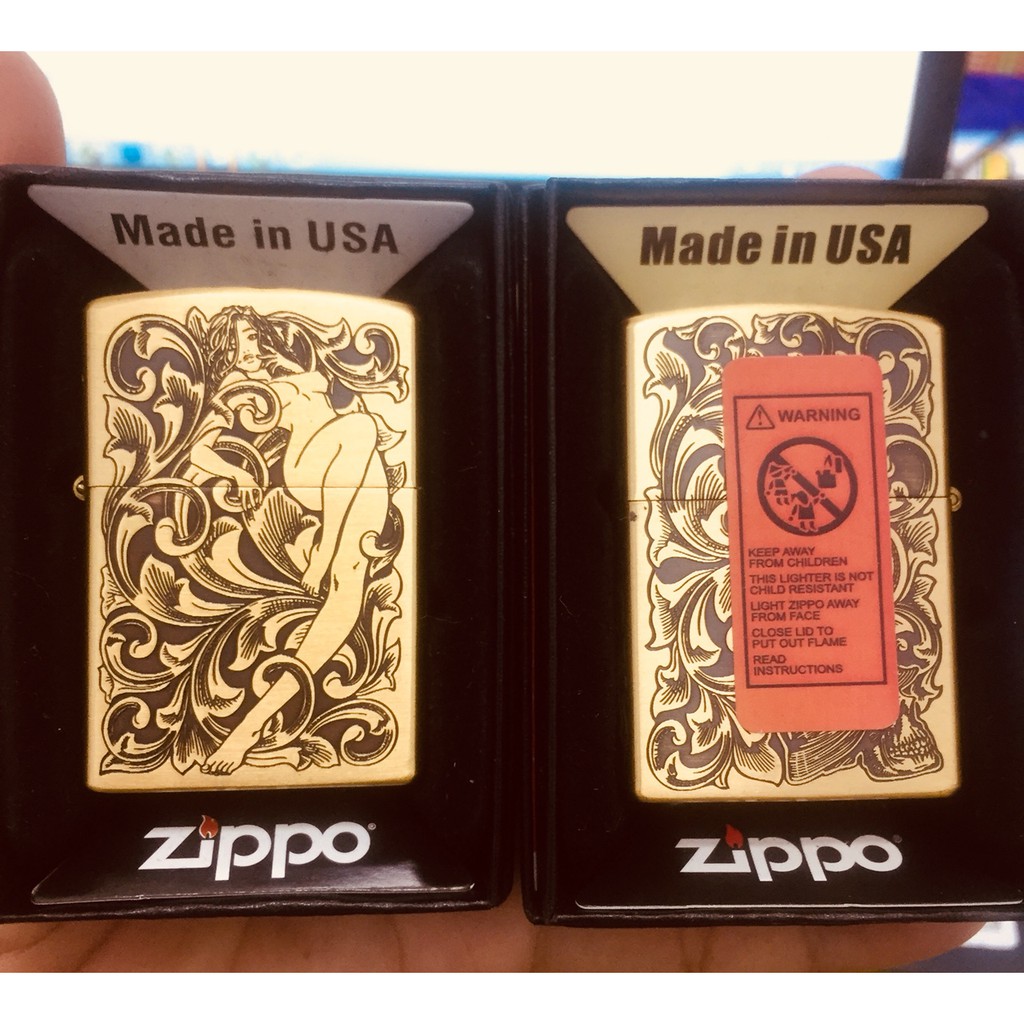 Made in USA
zippo®
Made in USA
WARNING
KEEP AWAY
FROM CHILDREN
THIS LIGHTER IS NOT
CHILD RESISTANT
LIGHT ZIPPO AWAY
FROM FACE
CLOSE LID TO
PUT OUT FLAME
READ
INSTRUCTIONS
zippo®